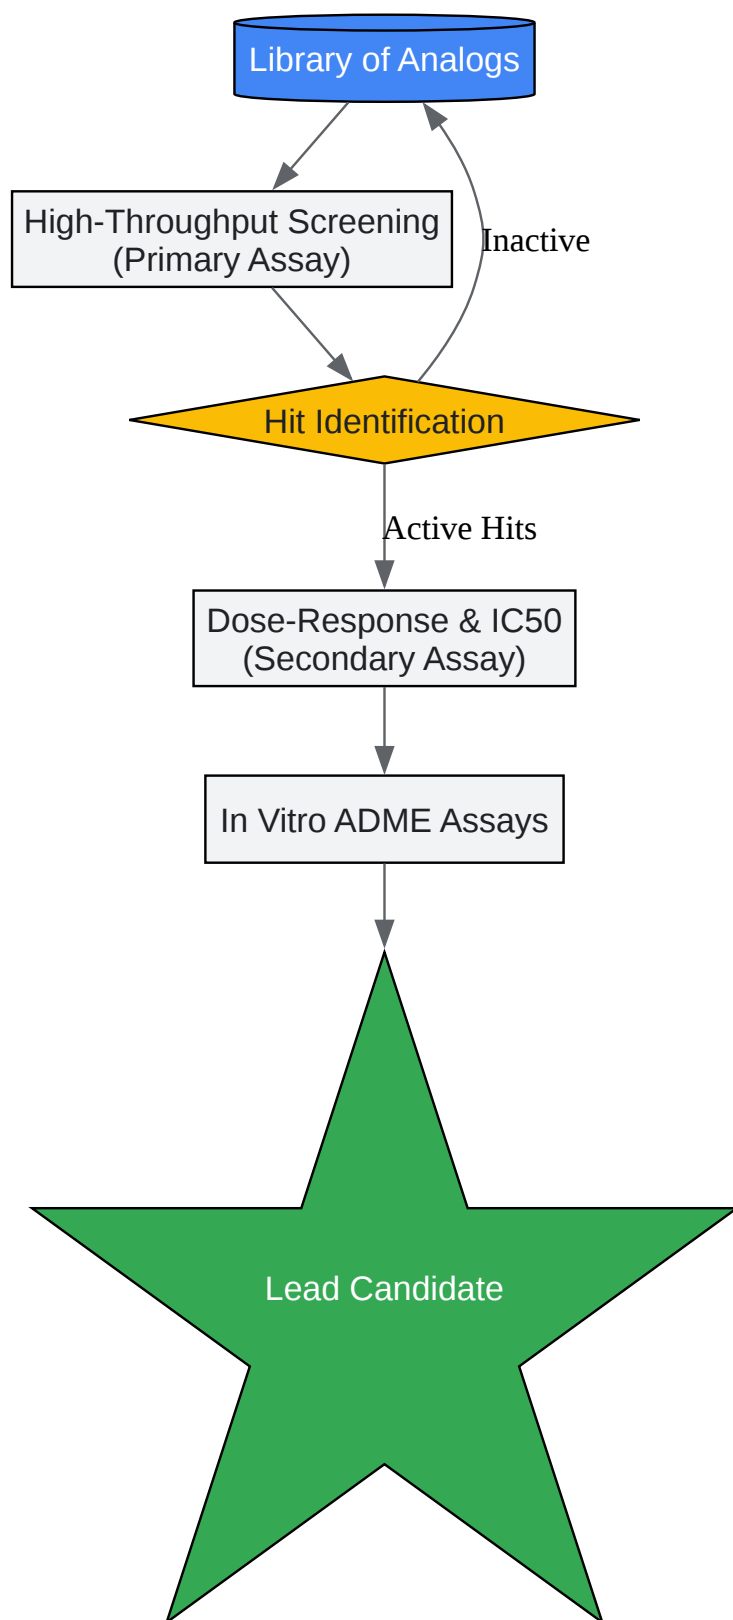 Library of Analogs
High-Throughput Screening
(Primary Assay)
Inactive
Hit Identification
Active Hits
Dose-Response & IC50
(Secondary Assay)
In Vitro ADME Assays
Lead Candidate